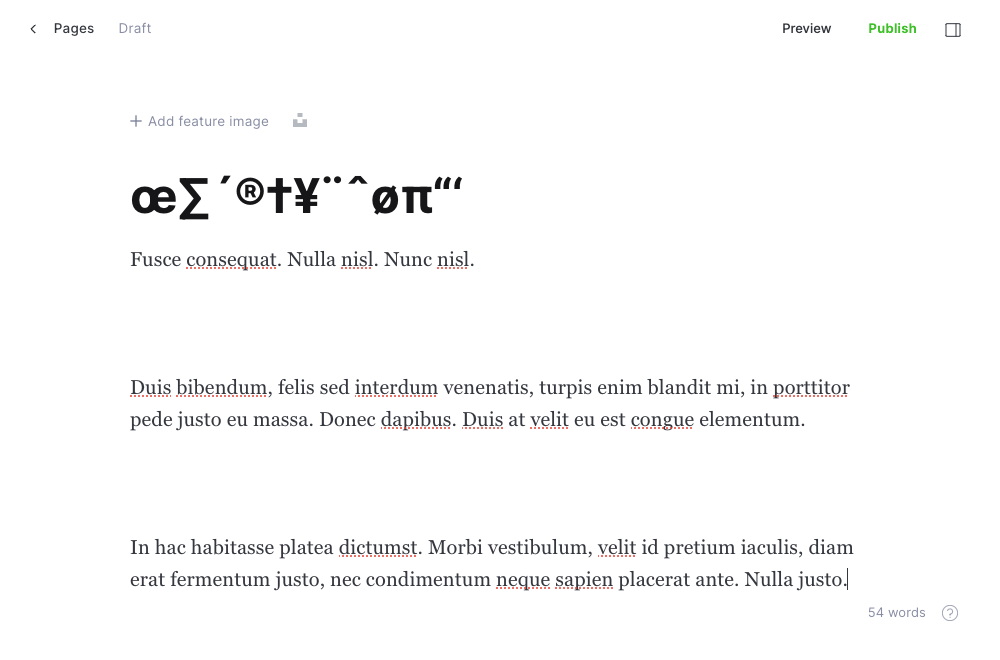 Pages Draft Preview Publish
Add feature image
œ∑´®†¥¨ˆøπ“‘
Fusce consequat. Nulla nisl. Nunc nisl.
Duis bibendum, felis sed interdum venenatis, turpis enim blandit mi, in porttitor
pede justo eu massa. Donec dapibus. Duis at velit eu est congue elementum.
In hac habitasse platea dictumst. Morbi vestibulum, velit id pretium iaculis, diam
erat fermentum justo, nec condimentum neque sapien placerat ante. Nulla justo.
54 words